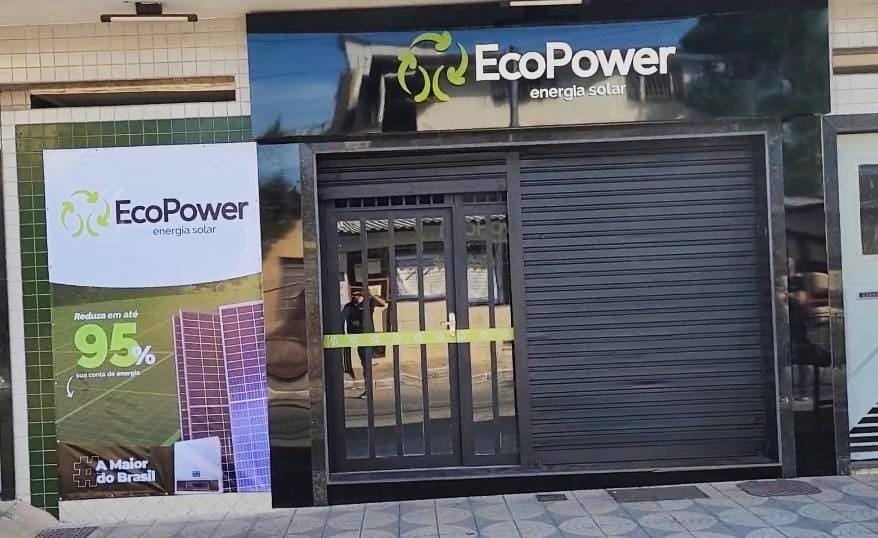 EcoPower
energia solar
EcoPower
energia solar
Reduza em até
95%
sua conta de energia
#A Maior
do Brasil